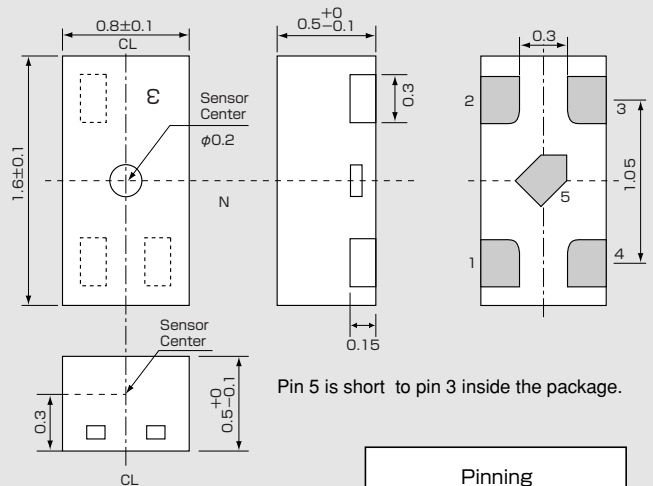 0.8±0.1
CL
+0
0.5−0.1
0.3
Sensor
Center
φ0.2
0.3
2
3
1.6±0.1
N
5
1.05
1
4
0.15
Sensor
Center
0.3
+0
0.5−0.1
CL
Pin 5 is short to pin 3 inside the package.
Pinning